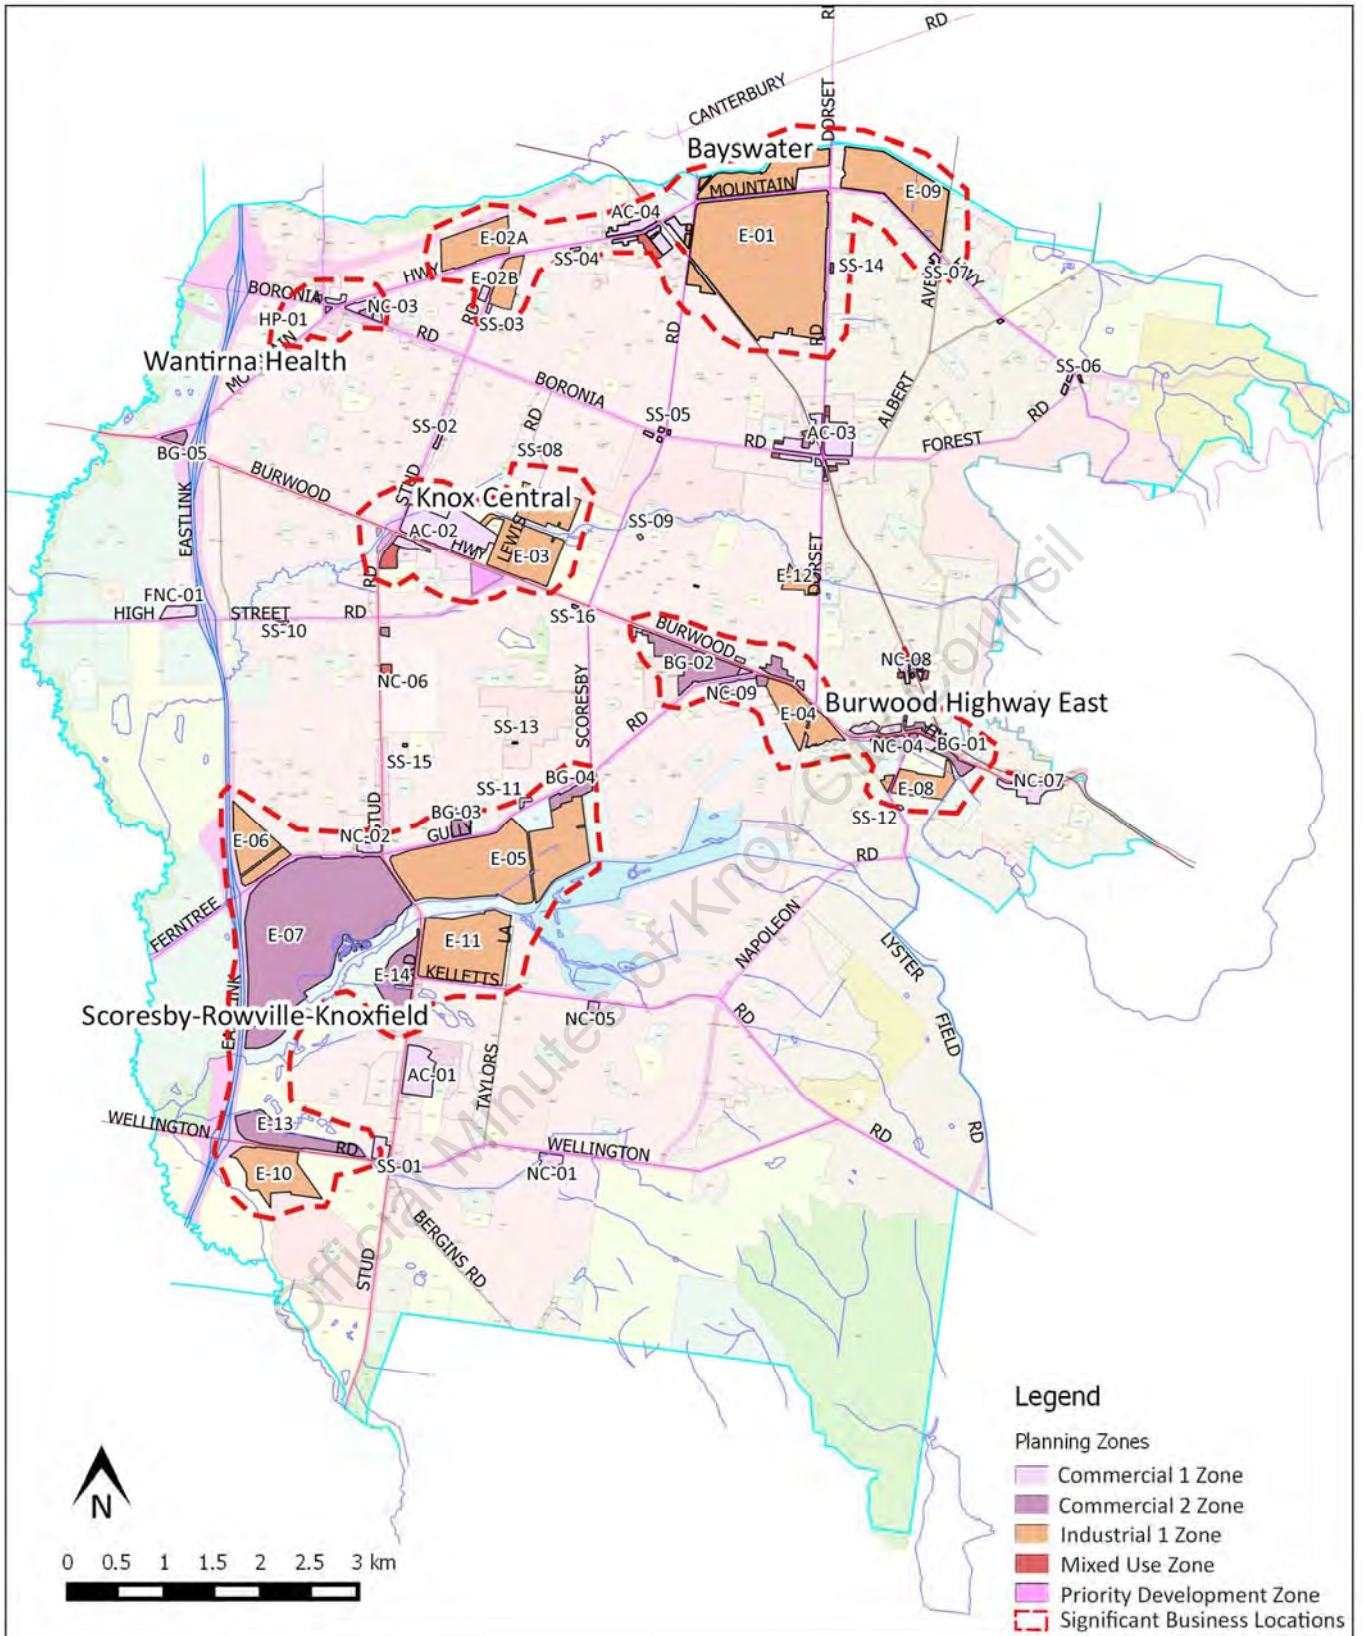 RD
RD
CANTERBURY
DORSET
Bayswater
MOUNTAIN
E-09
AC-04
E-02A
E-01
SS-04
SS-14
SS-07
HWY
HWY
E-02B
AVE
BORONIA
NC-03
HP-01
RD
SS-03
RD
RD
RD
Wantirna Health
MOUNTAIN
SS-06
BORONIA
ALBERT
SS-05
RD
RD
SS-02
AC-03
RD
FOREST
SS-08
BG-05
BURWOOD
STUD
Knox Central
SS-09
EASTLINK
AC-02
LEWIS
HWY
E-03
DORSET
E-12
RD
FNC-01
HIGH
STREET
RD
SS-10
SS-16
BURWOOD
BG-02
NC-08
NC-06
NC-09
SCORESBY
Burwood Highway East
E-04
RD
SS-13
NC-04
BG-01
SS-15
NC-07
SS-11
BG-04
E-08
STUD
BG-03
SS-12
E-06
NC-02
GULLY
E-05
RD
FERNTREE
NAPOLEON
E-07
E-11
LA
LYSTER
E-14
KELLETTS
Scoresby-Rowville-Knoxfield
NC-05
RD
FIELD
AC-01
TAYLORS
WELLINGTON
E-13
RD
WELLINGTON
RD
RD
SS-01
E-10
NC-01
BERGINS RD
STUD
Official Minutes of Knox City Council
Legend
Planning Zones
Commercial 1 Zone
Commercial 2 Zone
Industrial 1 Zone
Mixed Use Zone
Priority Development Zone
Significant Business Locations
N
0 0.5 1 1.5 2 2.5 3 km